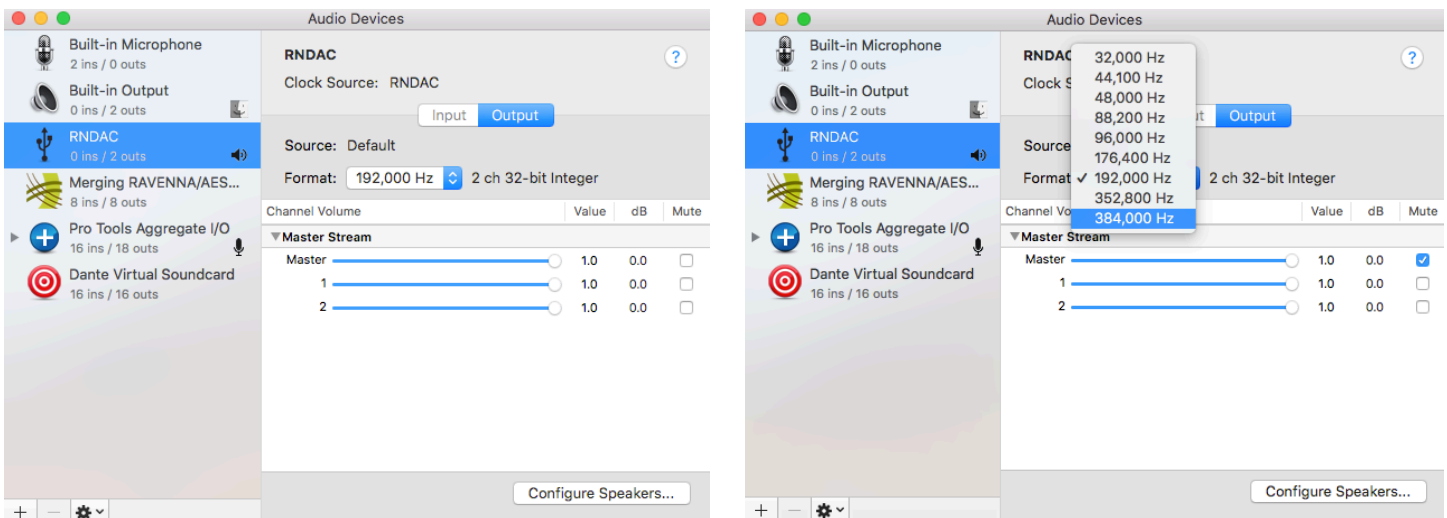 Audio Devices
Built-in Microphone
2 ins / 0 outs
Built-in Output
0 ins / 2 outs
RNDAC
0 ins / 2 outs
Merging RAVENNA/AES...
8 ins / 8 outs
Pro Tools Aggregate I/O
16 ins / 18 outs
Dante Virtual Soundcard
16 ins / 16 outs
RNDAC
?
Clock Source: RNDAC
Input Output
Source: Default
Format: 192,000 Hz 2 ch 32-bit Integer
Channel Volume Value dB Mute
Master Stream
Master 1.0 0.0
1 1.0 0.0
2 1.0 0.0
Configure Speakers...
Audio Devices
Built-in Microphone
2 ins / 0 outs
Built-in Output
0 ins / 2 outs
RNDAC
0 ins / 2 outs
Merging RAVENNA/AES...
8 ins / 8 outs
Pro Tools Aggregate I/O
16 ins / 18 outs
Dante Virtual Soundcard
16 ins / 16 outs
RNDAC
?
Clock S
32,000 Hz
44,100 Hz
48,000 Hz
88,200 Hz
96,000 Hz
176,400 Hz
✓ 192,000 Hz
352,800 Hz
384,000 Hz
ut Output
Source
Format 2 ch 32-bit Integer
Channel Vo Value dB Mute
Master Stream
Master 1.0 0.0
1 1.0 0.0
2 1.0 0.0
Configure Speakers...